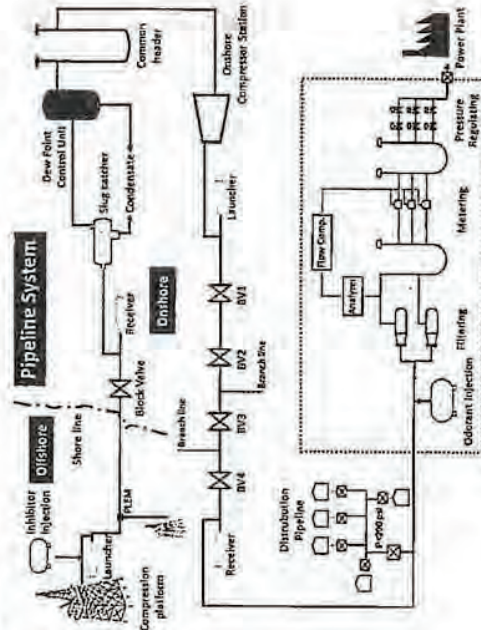 Pipeline System
Offshore
Onshore
Inhibitor
Injection
Launcher
Compression
platform
PLEM
Shore line
Block Valve
Receiver
Slug catcher
Condensate
Dew Point
Control Unit
Common
header
Onshore
Compressor Station
Launcher
BV1
BV2
Branch line
BV3
Branch line
BV4
Receiver
Distribution
Pipeline
Odorant Injection
Filtering
Analyzer
Flow Comp.
Metering
Pressure
Regulating
Power Plant